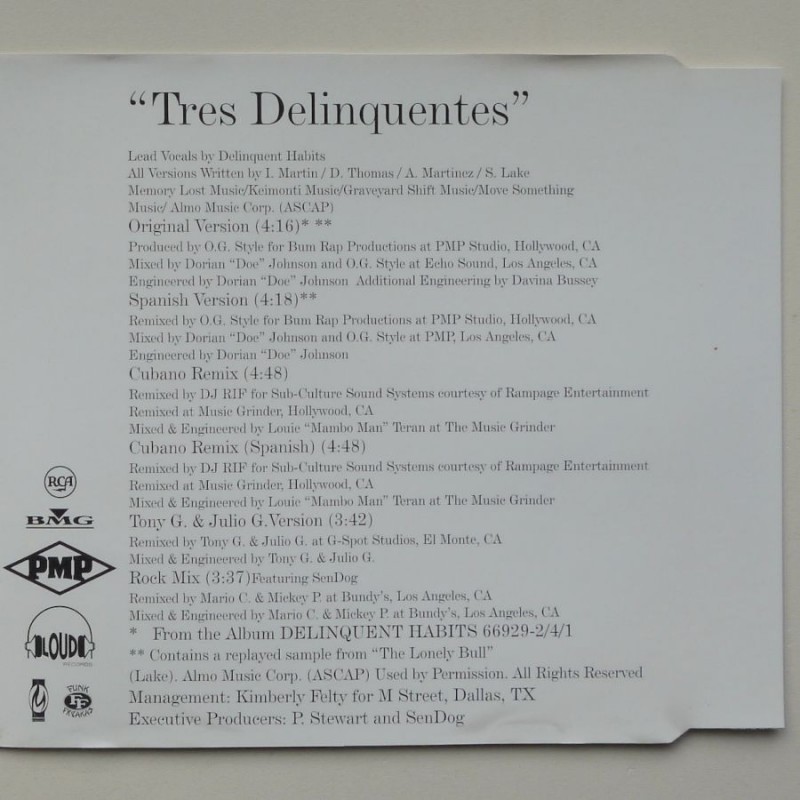 “Tres Delinquentes”
Lead Vocals by Delinquent Habits
All Versions Written by I. Martin / D. Thomas / A. Martinez / S. Lake
Memory Lost Music/Keimonti Music/Graveyard Shift Music/Move Something
Music/ Almo Music Corp. (ASCAP)
Original Version (4:16)* **
Produced by O.G. Style for Bum Rap Productions at PMP Studio, Hollywood, CA
Mixed by Dorian “Doe” Johnson and O.G. Style at Echo Sound, Los Angeles, CA
Engineered by Dorian “Doe” Johnson Additional Engineering by Davina Bussey
Spanish Version (4:18)**
Remixed by O.G. Style for Bum Rap Productions at PMP Studio, Hollywood, CA
Mixed by Dorian “Doe” Johnson and O.G. Style at PMP, Los Angeles, CA
Engineered by Dorian “Doe” Johnson
Cubano Remix (4:48)
Remixed by DJ RIF for Sub-Culture Sound Systems courtesy of Rampage Entertainment
Remixed at Music Grinder, Hollywood, CA
Mixed & Engineered by Louie “Mambo Man” Teran at The Music Grinder
Cubano Remix (Spanish) (4:48)
Remixed by DJ RIF for Sub-Culture Sound Systems courtesy of Rampage Entertainment
Remixed at Music Grinder, Hollywood, CA
Mixed & Engineered by Louie “Mambo Man” Teran at The Music Grinder
Tony G. & Julio G.Version (3:42)
Remixed by Tony G. & Julio G. at G-Spot Studios, El Monte, CA
Mixed & Engineered by Tony G. & Julio G.
Rock Mix (3:37)Featuring SenDog
Remixed by Mario C. & Mickey P. at Bundy’s, Los Angeles, CA
Mixed & Engineered by Mario C. & Mickey P. at Bundy’s, Los Angeles, CA
* From the Album DELINQUENT HABITS 66929-2/4/1
** Contains a replayed sample from “The Lonely Bull”
(Lake). Almo Music Corp. (ASCAP) Used by Permission. All Rights Reserved
Management: Kimberly Felty for M Street, Dallas, TX
Executive Producers: P. Stewart and SenDog
RCA
BMG
PMP
LOUD
RECORDS
FUNK
FF
FREAKS